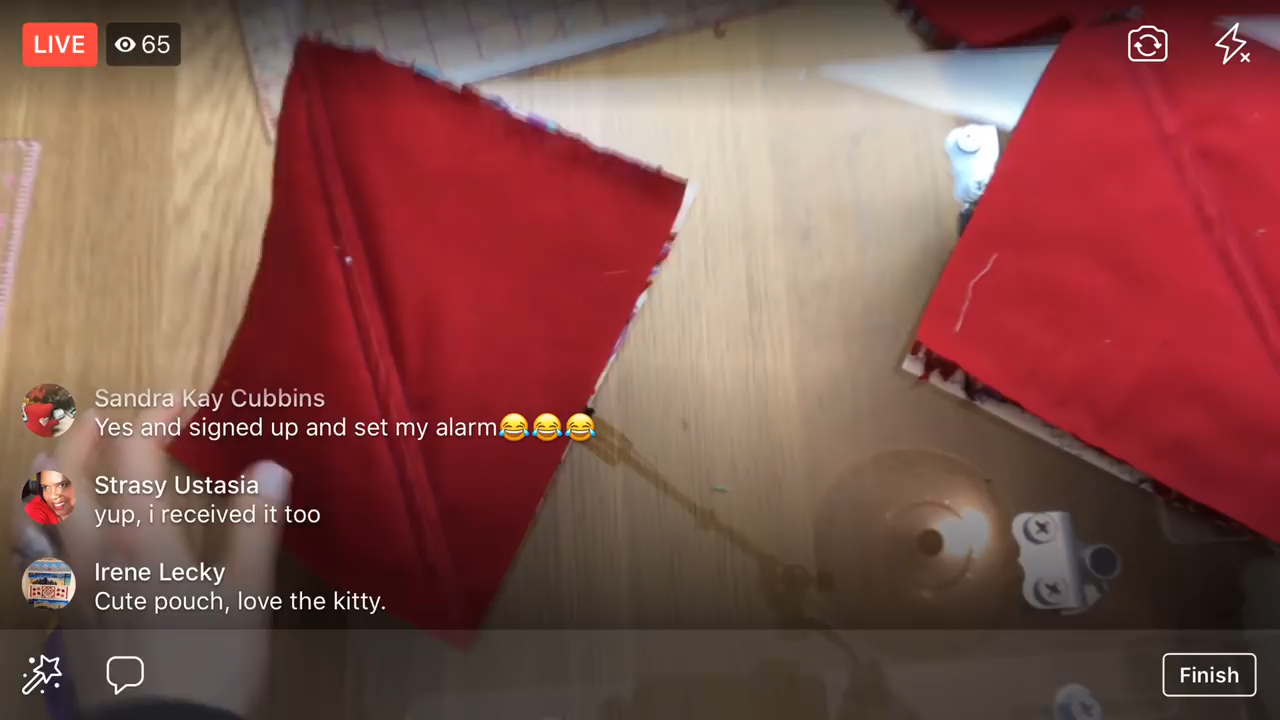 LIVE 65
Sandra Kay Cubbins
Yes and signed up and set my alarm😂😂😂
Strasy Ustasia
yup, i received it too
Irene Lecky
Cute pouch, love the kitty.
Finish